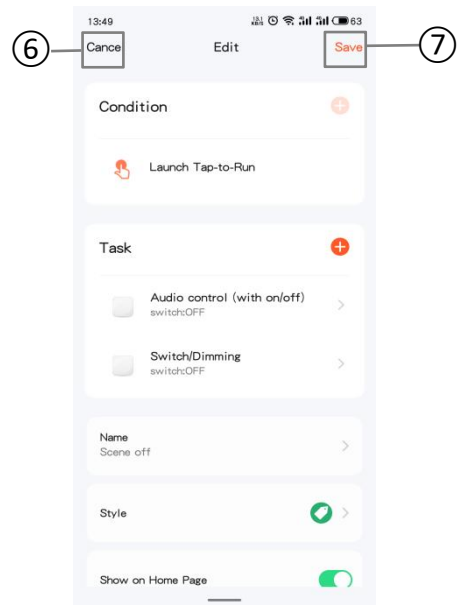 13:49 63
⑥ Cance Edit Save ⑦
Condition
Launch Tap-to-Run
Task
Audio control (with on/off)
switch:OFF
Switch/Dimming
switch:OFF
Name
Scene off
Style
Show on Home Page